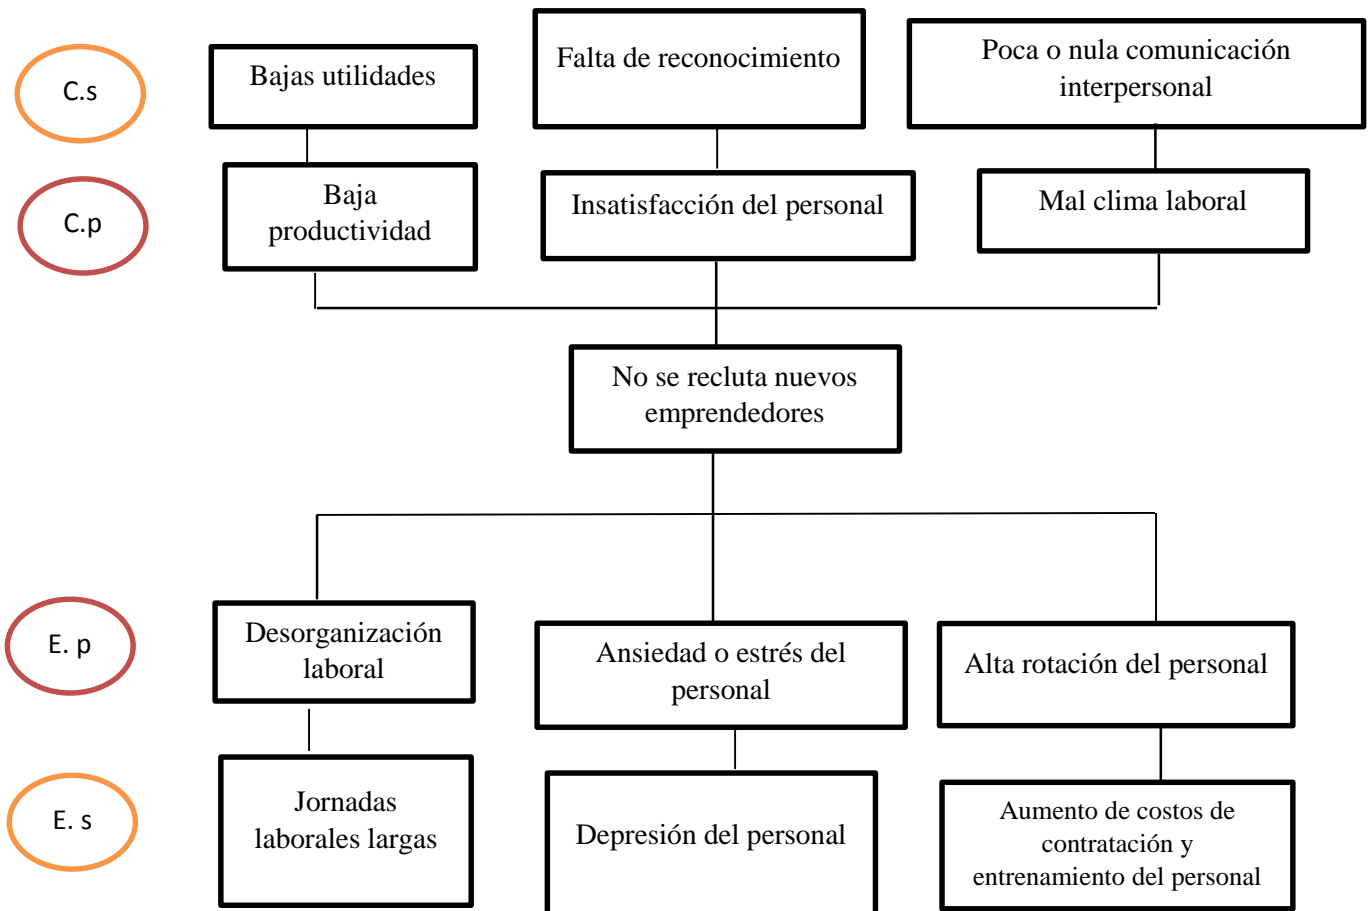 C.s
Bajas utilidades
Falta de reconocimiento
Poca o nula comunicación
interpersonal
C.p
Baja
productividad
Insatisfacción del personal
Mal clima laboral
No se recluta nuevos
emprendedores
E. p
Desorganización
laboral
Ansiedad o estrés del
personal
Alta rotación del personal
E. s
Jornadas
laborales largas
Depresión del personal
Aumento de costos de
contratación y
entrenamiento del personal